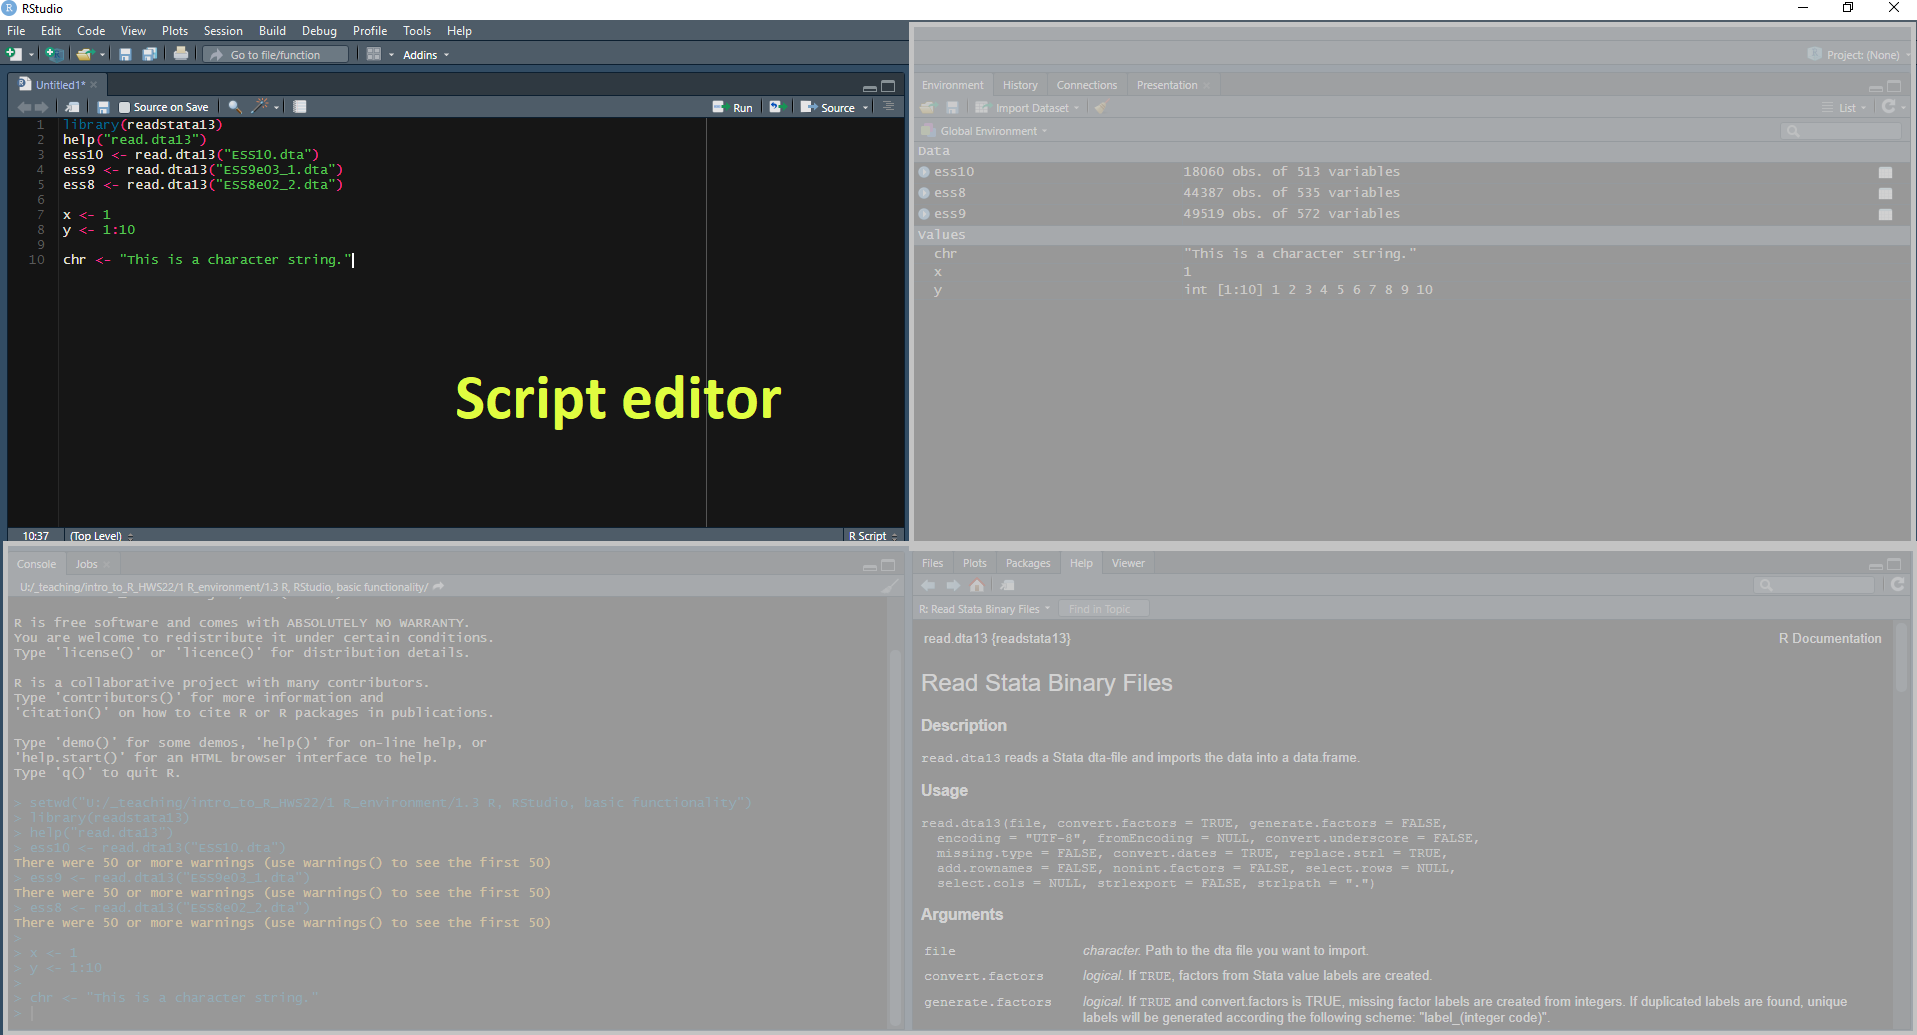 RStudio
File Edit Code View Plots Session Build Debug Profile Tools Help
Go to file/function Addins
Project: (None)
Untitled1*
Source on Save Run Source
1 library(readstata13)
2 help("read.dta13")
3 ess10 <- read.dta13("ESS10.dta")
4 ess9 <- read.dta13("ESS9e03_1.dta")
5 ess8 <- read.dta13("ESS8e02_2.dta")
6
7 x <- 1
8 y <- 1:10
9
10 chr <- "This is a character string."
Script editor
10:37 (Top Level) R Script
Environment History Connections Presentation
Import Dataset List
Global Environment
Data
ess10 18060 obs. of 513 variables
ess8 44387 obs. of 535 variables
ess9 49519 obs. of 572 variables
Values
chr "This is a character string."
x 1
y int [1:10] 1 2 3 4 5 6 7 8 9 10
Console Jobs
U:/_teaching/intro_to_R_HWS22/1 R_environment/1.3 R, RStudio, basic functionality/
R is free software and comes with ABSOLUTELY NO WARRANTY.
You are welcome to redistribute it under certain conditions.
Type 'license()' or 'licence()' for distribution details.
R is a collaborative project with many contributors.
Type 'contributors()' for more information and
'citation()' on how to cite R or R packages in publications.
Type 'demo()' for some demos, 'help()' for on-line help, or
'help.start()' for an HTML browser interface to help.
Type 'q()' to quit R.
> setwd("U:/_teaching/intro_to_R_HWS22/1 R_environment/1.3 R, RStudio, basic functionality")
> library(readstata13)
> help("read.dta13")
> ess10 <- read.dta13("ESS10.dta")
There were 50 or more warnings (use warnings() to see the first 50)
> ess9 <- read.dta13("ESS9e03_1.dta")
There were 50 or more warnings (use warnings() to see the first 50)
> ess8 <- read.dta13("ESS8e02_2.dta")
There were 50 or more warnings (use warnings() to see the first 50)
>
> x <- 1
> y <- 1:10
>
> chr <- "This is a character string."
>
Files Plots Packages Help Viewer
R: Read Stata Binary Files Find in Topic
read.dta13 {readstata13} R Documentation
Read Stata Binary Files
Description
read.dta13 reads a Stata dta-file and imports the data into a data.frame.
Usage
read.dta13(file, convert.factors = TRUE, generate.factors = FALSE,
encoding = "UTF-8", fromEncoding = NULL, convert.underscore = FALSE,
missing.type = FALSE, convert.dates = TRUE, replace.strl = TRUE,
add.rownames = FALSE, nonint.factors = FALSE, select.rows = NULL,
select.cols = NULL, strlexport = FALSE, strlpath = ".")
Arguments
file character. Path to the dta file you want to import.
convert.factors logical. If TRUE, factors from Stata value labels are created.
generate.factors logical. If TRUE and convert.factors is TRUE, missing factor labels are created from integers. If duplicated labels are found, unique
labels will be generated according the following scheme: "label_(integer code)".